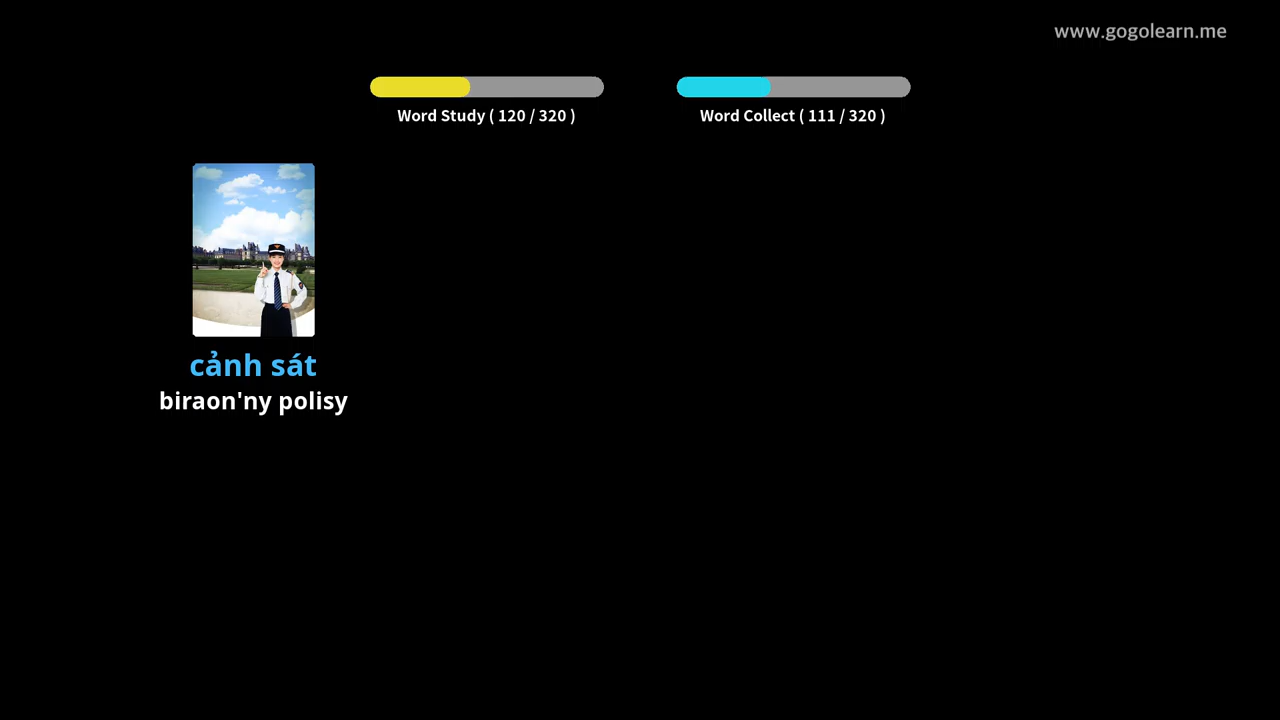 www.gogolearn.me
Word Study ( 120 / 320 )
Word Collect ( 111 / 320 )
cảnh sát
biraon'ny polisy